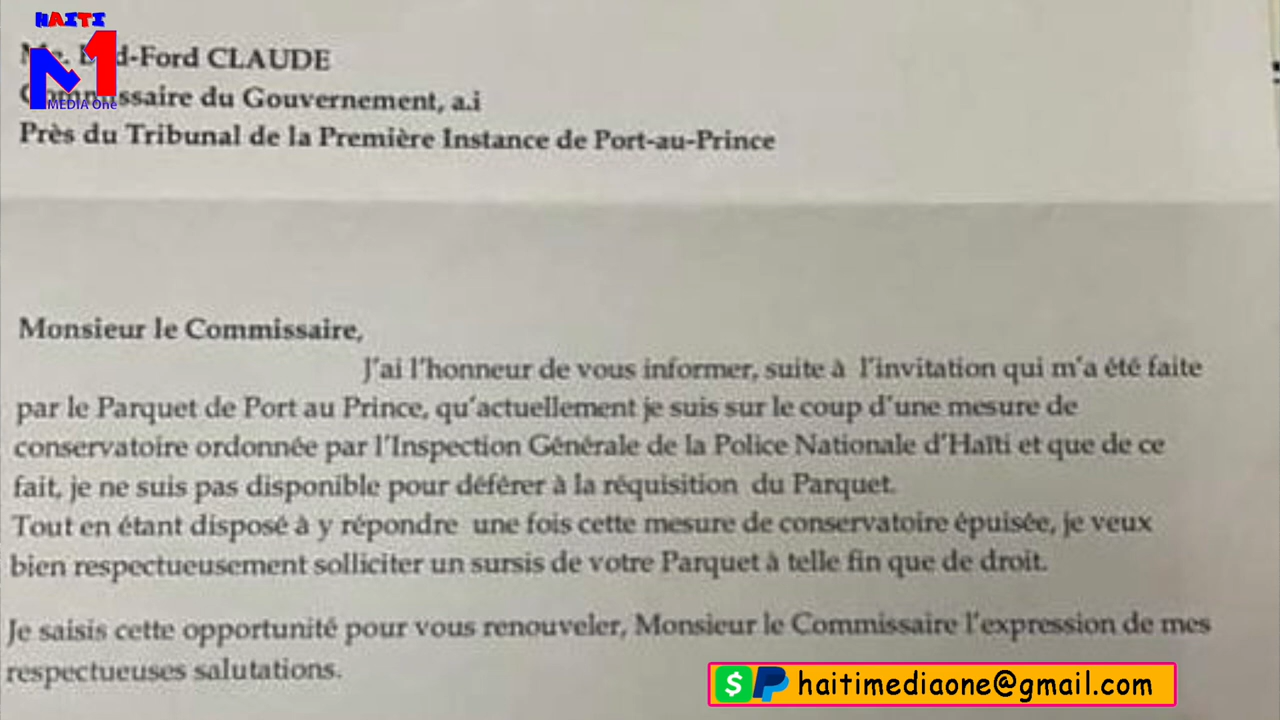 HAITI
M1
MEDIA One
d-Ford CLAUDE
ssaire du Gouvernement, a.i
Près du Tribunal de la Première Instance de Port-au-Prince
Monsieur le Commissaire,
J'ai l'honneur de vous informer, suite à l'invitation qui m'a été faite
par le Parquet de Port au Prince, qu'actuellement je suis sur le coup d'une mesure de
conservatoire ordonnée par l'Inspection Générale de la Police Nationale d'Haïti et que de ce
fait, je ne suis pas disponible pour déférer à la réquisition du Parquet.
Tout en étant disposé à y répondre une fois cette mesure de conservatoire épuisée, je veux
bien respectueusement solliciter un sursis de votre Parquet à telle fin que de droit.
Je saisis cette opportunité pour vous renouveler, Monsieur le Commissaire l'expression de mes
respectueuses salutations.
$ haitimediaone@gmail.com